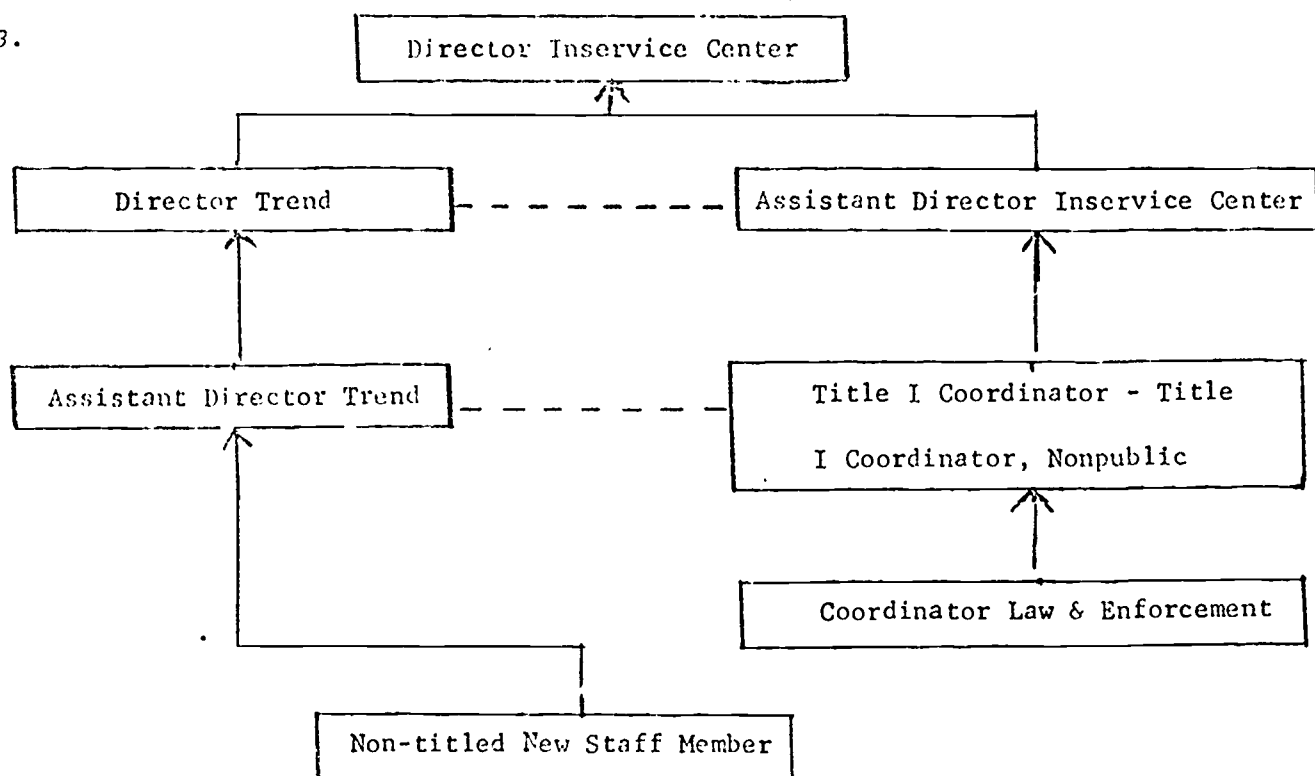 3.
Director Inservice Center
Director Trend
Assistant Director Inservice Center
Assistant Director Trend
Title I Coordinator - Title
I Coordinator, Nonpublic
Coordinator Law & Enforcement
Non-titled New Staff Member